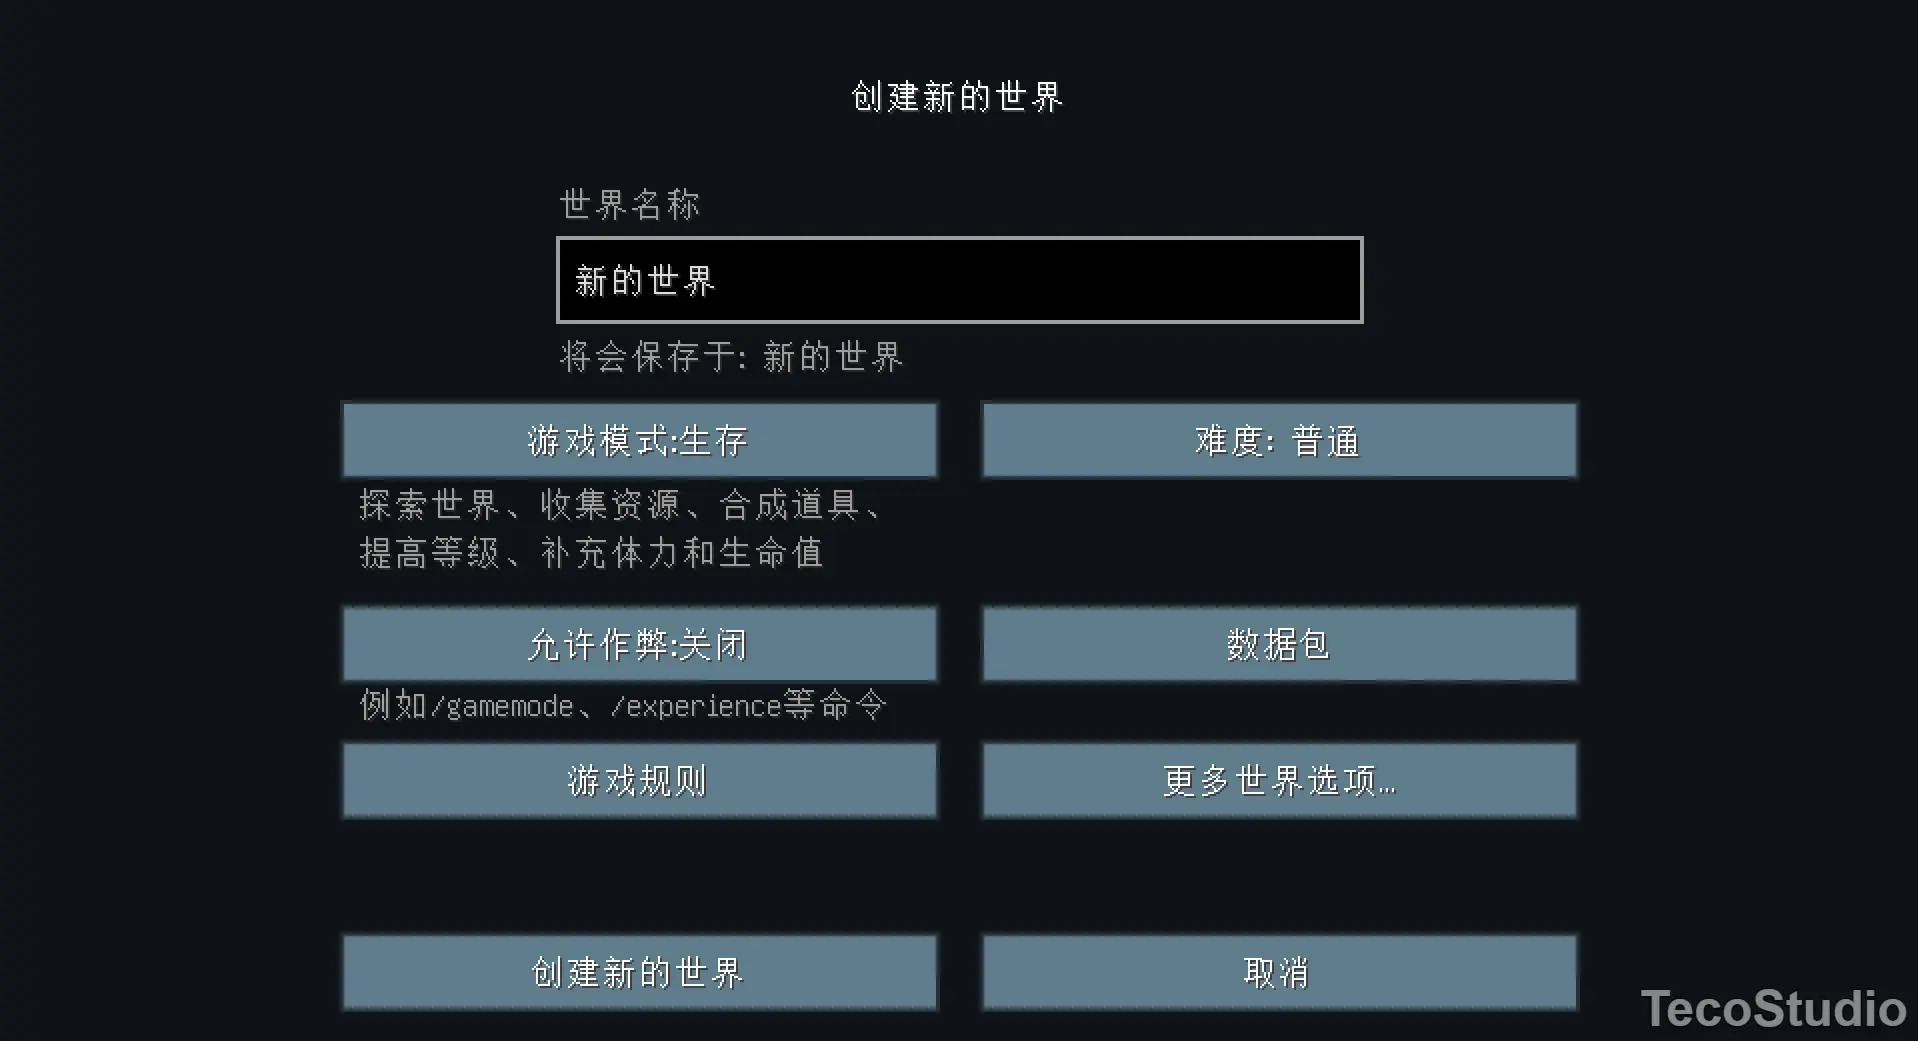 创建新的世界
世界名称
新的世界
将会保存于: 新的世界
游戏模式:生存
难度: 普通
探索世界、收集资源、合成道具、
提高等级、补充体力和生命值
允许作弊:关闭
数据包
例如/gamemode、/experience等命令
游戏规则
更多世界选项…
创建新的世界
取消
TecoStudio